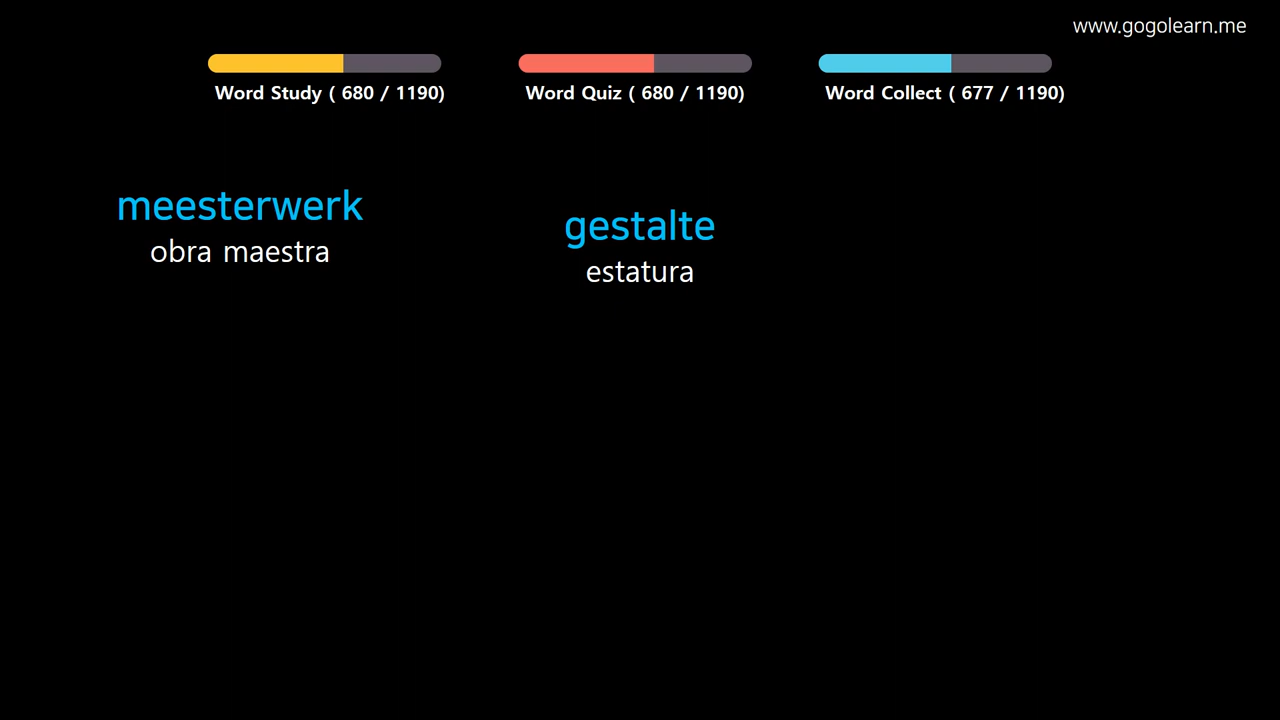 www.gogolearn.me
Word Study ( 680 / 1190)
Word Quiz ( 680 / 1190)
Word Collect ( 677 / 1190)
meesterwerk
obra maestra
gestalte
estatura